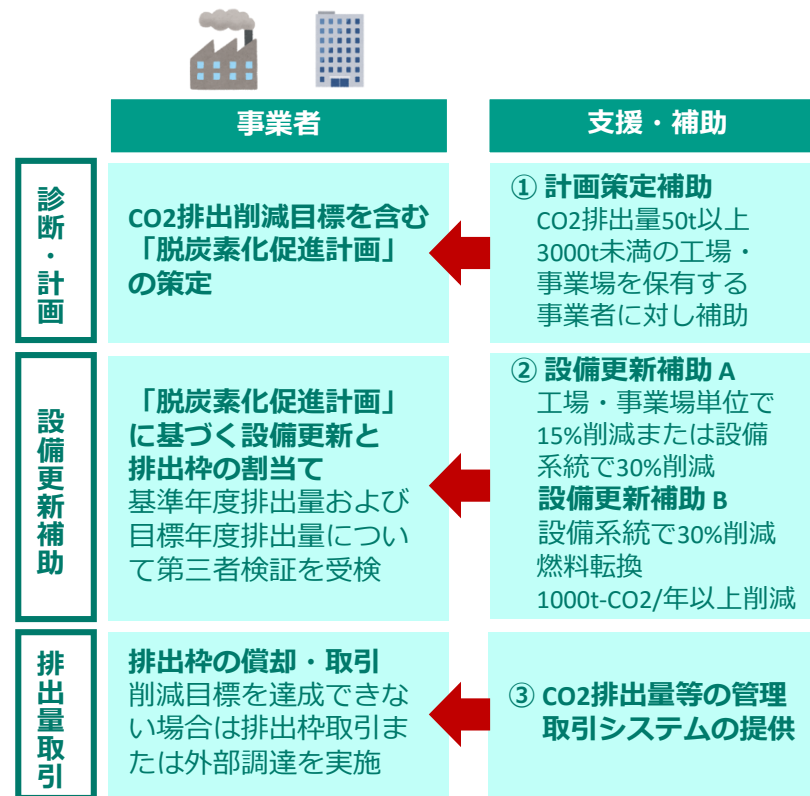 事業者
支援・補助
診断・計画
CO2排出削減目標を含む
「脱炭素化促進計画」
の策定
① 計画策定補助
CO2排出量50t以上
3000t未満の工場・
事業場を保有する
事業者に対し補助
設備更新補助
「脱炭素化促進計画」
に基づく設備更新と
排出枠の割当て
基準年度排出量および
目標年度排出量につい
て第三者検証を受検
② 設備更新補助 A
工場・事業場単位で
15%削減または設備
系統で30%削減
設備更新補助 B
設備系統で30%削減
燃料転換
1000t-CO2/年以上削減
排出量取引
排出枠の償却・取引
削減目標を達成できな
い場合は排出枠取引ま
たは外部調達を実施
③ CO2排出量等の管理
取引システムの提供